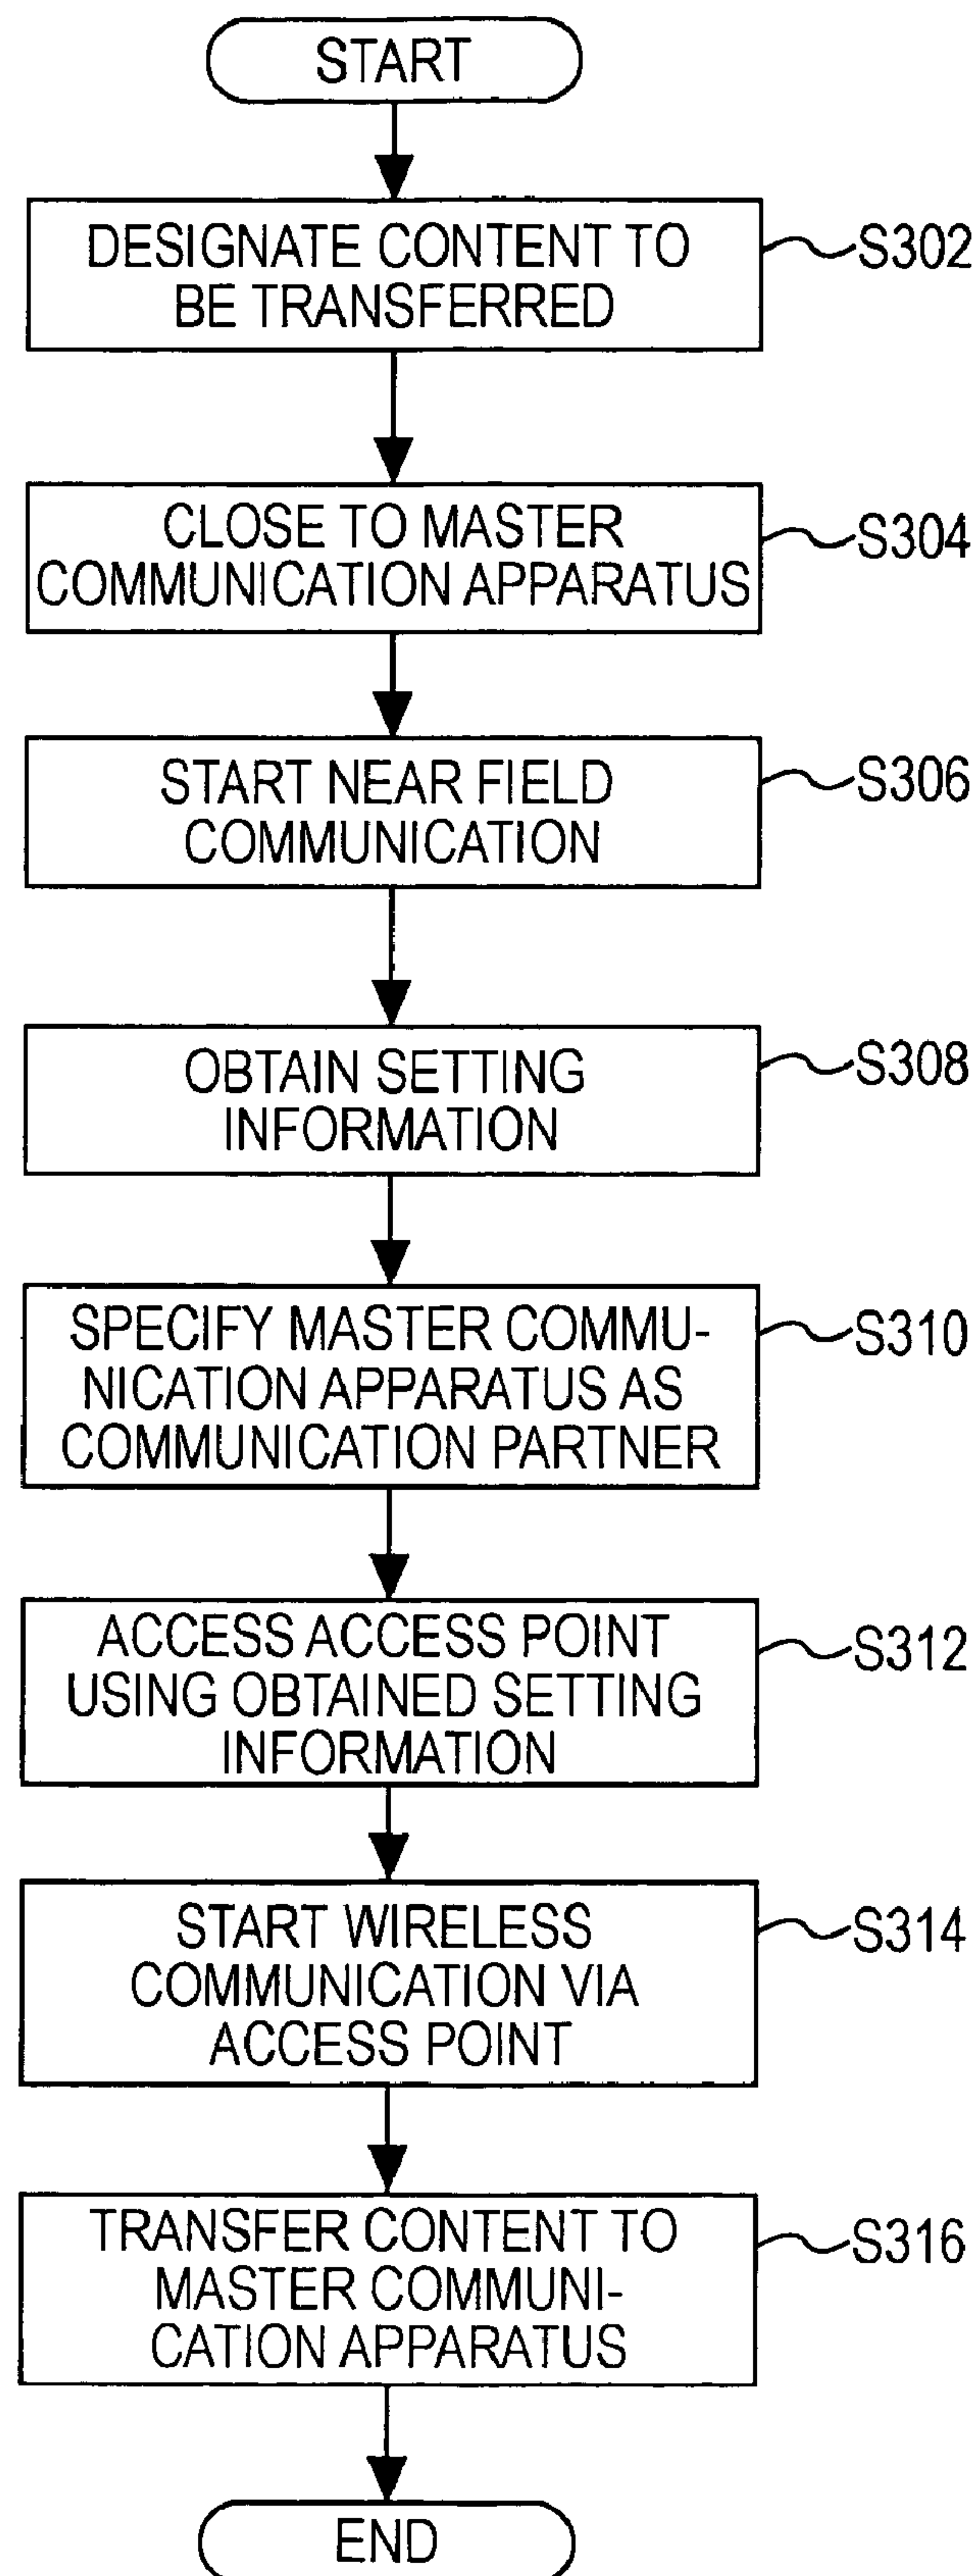 START
DESIGNATE CONTENT TO
BE TRANSFERRED
S302
CLOSE TO MASTER
COMMUNICATION APPARATUS
S304
START NEAR FIELD
COMMUNICATION
S306
OBTAIN SETTING
INFORMATION
S308
SPECIFY MASTER COMMU-
NICATION APPARATUS AS
COMMUNICATION PARTNER
S310
ACCESS ACCESS POINT
USING OBTAINED SETTING
INFORMATION
S312
START WIRELESS
COMMUNICATION VIA
ACCESS POINT
S314
TRANSFER CONTENT TO
MASTER COMMUNI-
CATION APPARATUS
S316
END